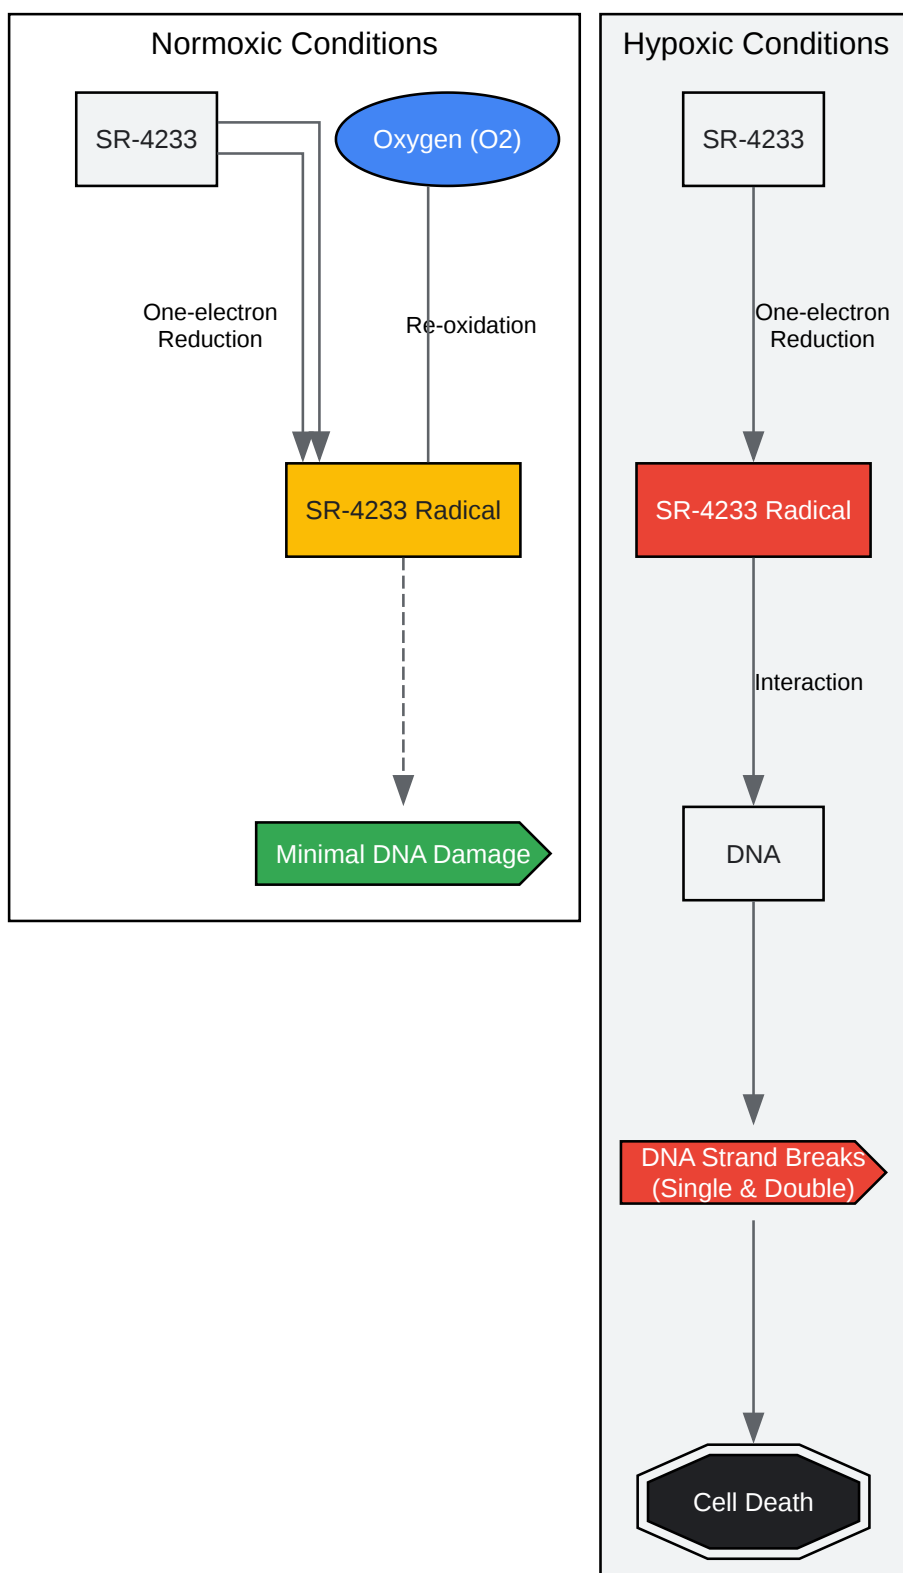 Normoxic Conditions
SR-4233
Oxygen (O2)
One-electron
Reduction
Re-oxidation
SR-4233 Radical
Minimal DNA Damage
Hypoxic Conditions
SR-4233
One-electron
Reduction
SR-4233 Radical
Interaction
DNA
DNA Strand Breaks
(Single & Double)
Cell Death